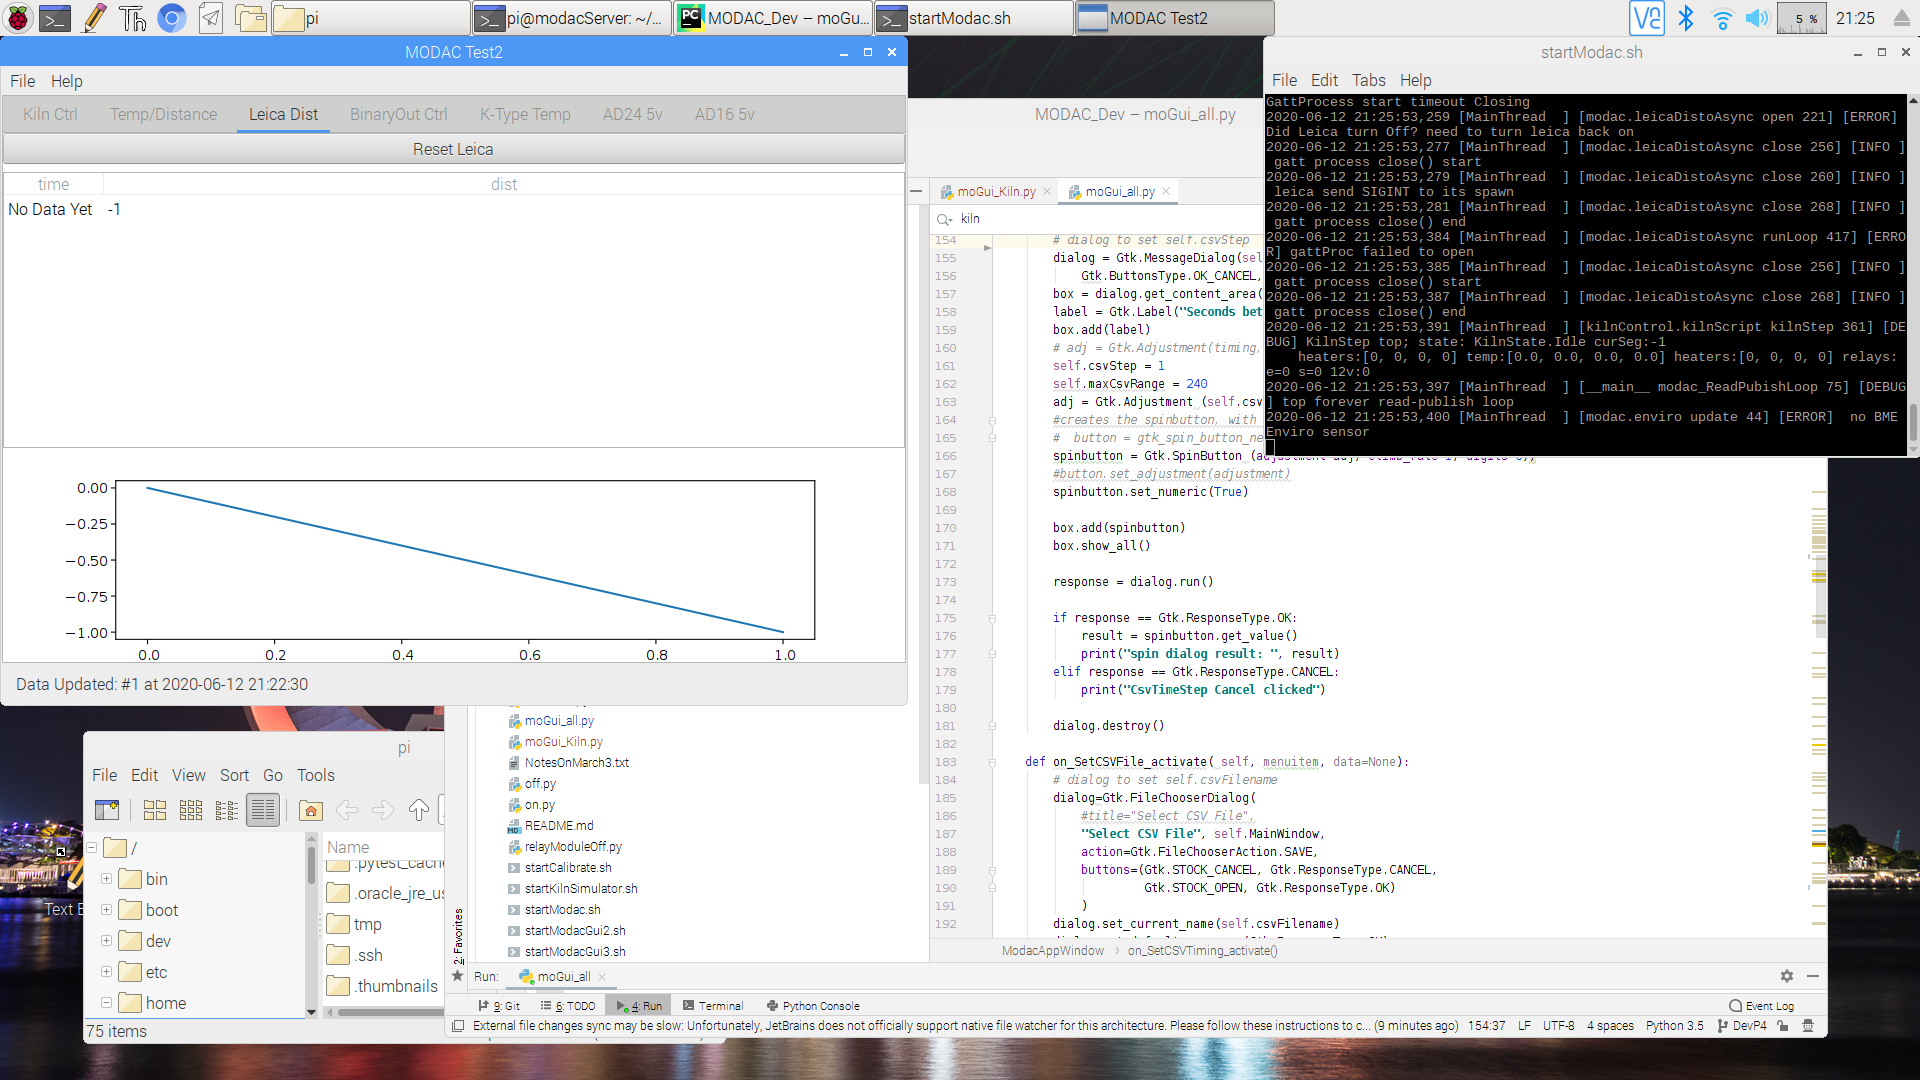 pi
pi@modacServer: ~/...
MODAC_Dev – moGu...
startModac.sh
MODAC Test2
5 %
21:25
MODAC Test2
File Help
Kiln Ctrl Temp/Distance Leica Dist BinaryOut Ctrl K-Type Temp AD24 5v AD16 5v
Reset Leica
time dist
No Data Yet -1
0.00
−0.25
−0.50
−0.75
−1.00
0.0 0.2 0.4 0.6 0.8 1.0
Data Updated: #1 at 2020-06-12 21:22:30
startModac.sh
File Edit Tabs Help
GattProcess start timeout Closing
2020-06-12 21:25:53,259 [MainThread  ] [modac.leicaDistoAsync open 221] [ERROR]
Did Leica turn Off? need to turn leica back on
2020-06-12 21:25:53,277 [MainThread  ] [modac.leicaDistoAsync close 256] [INFO ]
 gatt process close() start
2020-06-12 21:25:53,279 [MainThread  ] [modac.leicaDistoAsync close 260] [INFO ]
 leica send SIGINT to its spawn
2020-06-12 21:25:53,281 [MainThread  ] [modac.leicaDistoAsync close 268] [INFO ]
 gatt process close() end
2020-06-12 21:25:53,384 [MainThread  ] [modac.leicaDistoAsync runLoop 417] [ERRO
R] gattProc failed to open
2020-06-12 21:25:53,385 [MainThread  ] [modac.leicaDistoAsync close 256] [INFO ]
 gatt process close() start
2020-06-12 21:25:53,387 [MainThread  ] [modac.leicaDistoAsync close 268] [INFO ]
 gatt process close() end
2020-06-12 21:25:53,391 [MainThread  ] [kilnControl.kilnScript kilnStep 361] [DE
BUG] KilnStep top; state: KilnState.Idle curSeg:-1
    heaters:[0, 0, 0, 0] temp:[0.0, 0.0, 0.0, 0.0] heaters:[0, 0, 0, 0] relays:
e=0 s=0 12v:0
2020-06-12 21:25:53,397 [MainThread  ] [__main__ modac_ReadPubishLoop 75] [DEBUG
] top forever read-publish loop
2020-06-12 21:25:53,400 [MainThread  ] [modac.enviro update 44] [ERROR]  no BME
Enviro sensor
MODAC_Dev – moGui_all.py
moGui_Kiln.py moGui_all.py
kiln
154 # dialog to set self.csvStep
155 dialog = Gtk.MessageDialog(sel
156 Gtk.ButtonsType.OK_CANCEL,
157 box = dialog.get_content_area(
158 label = Gtk.Label("Seconds bet
159 box.add(label)
160 # adj = Gtk.Adjustment(timing,
161 self.csvStep = 1
162 self.maxCsvRange = 240
163 adj = Gtk.Adjustment (self.csv
164 #creates the spinbutton, with
165 #  button = gtk_spin_button_ne
166 spinbutton = Gtk.SpinButton
167 #button.set_adjustment(adjustment)
168 spinbutton.set_numeric(True)
169
170 box.add(spinbutton)
171 box.show_all()
172
173 response = dialog.run()
174
175 if response == Gtk.ResponseType.OK:
176 result = spinbutton.get_value()
177 print("spin dialog result: ", result)
178 elif response == Gtk.ResponseType.CANCEL:
179 print("CsvTimeStep Cancel clicked")
180
181 dialog.destroy()
182
183 def on_SetCSVFile_activate( self, menuitem, data=None):
184 # dialog to set self.csvFilename
185 dialog=Gtk.FileChooserDialog(
186 #title="Select CSV File",
187 "Select CSV File", self.MainWindow,
188 action=Gtk.FileChooserAction.SAVE,
189 buttons=(Gtk.STOCK_CANCEL, Gtk.ResponseType.CANCEL,
190 Gtk.STOCK_OPEN, Gtk.ResponseType.OK)
191 )
192 dialog.set_current_name(self.csvFilename)
ModacAppWindow › on_SetCSVTiming_activate()
moGui_all.py
moGui_Kiln.py
NotesOnMarch3.txt
off.py
on.py
README.md
relayModuleOff.py
startCalibrate.sh
startKilnSimulator.sh
startModac.sh
startModacGui2.sh
startModacGui3.sh
2: Favorites
Run: moGui_all
9: Git 6: TODO 4: Run Terminal Python Console Event Log
External file changes sync may be slow: Unfortunately, JetBrains does not officially support native file watcher for this architecture. Please follow these instructions to c... (9 minutes ago) 154:37 LF UTF-8 4 spaces Python 3.5 DevP4
pi
File Edit View Sort Go Tools
/
bin
boot
dev
etc
home
Name
.pytest_cache
.oracle_jre_us
tmp
.ssh
.thumbnails
75 items
Text E